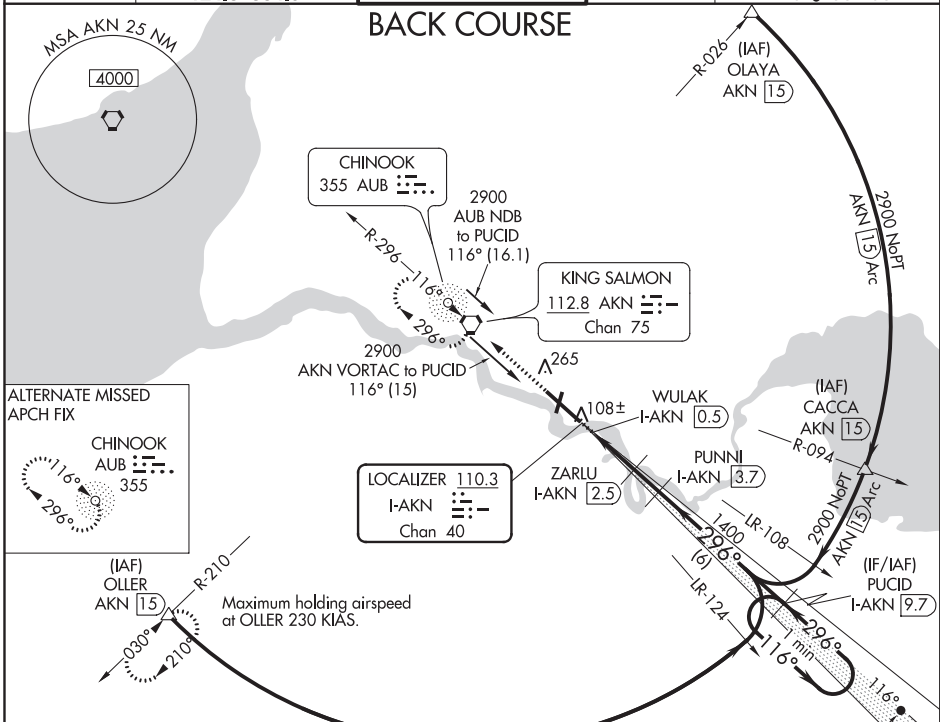 BACK COURSE
MSA AKN 25 NM
4000
R-026
(IAF)
OLAYA
AKN 15
CHINOOK
355 AUB
2900
AUB NDB
to PUCID
116° (16.1)
R-296
116°
296°
KING SALMON
112.8 AKN
Chan 75
2900 NoPT
AKN 15 Arc
2900
AKN VORTAC to PUCID
116° (15)
265
108±
WULAK
I-AKN 0.5
(IAF)
CACCA
AKN 15
R-094
ALTERNATE MISSED
APCH FIX
CHINOOK
AUB
355
116°
296°
LOCALIZER 110.3
I-AKN
Chan 40
ZARLU
I-AKN 2.5
PUNNI
I-AKN 3.7
LR-108
1400
296°
(6)
LR-124
2900 NoPT
AKN 15 Arc
(IF/IAF)
PUCID
I-AKN 9.7
(IAF)
OLLER
AKN 15
R-210
Maximum holding airspeed
at OLLER 230 KIAS.
030°
210°
296°
1 min
116°
116°